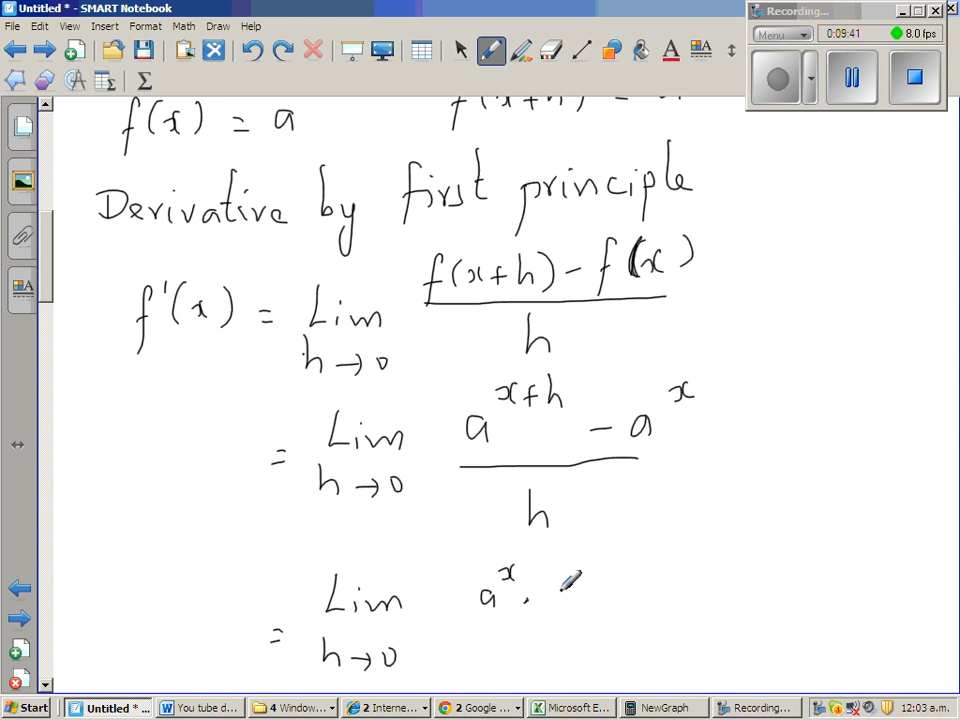 Untitled * - SMART Notebook
File Edit View Insert Format Math Draw Help
Recording...
Menu 0:09:41 8.0 fps
f(x) = a
Derivative by first principle
f'(x) = Lim h→0 f(x+h) - f(x) / h
= Lim h→0 a^(x+h) - a^x / h
= Lim h→0 a^x .
Start Untitled * ... You tube d... 4 Window... 2 Interne... 2 Google ... Microsoft E... NewGraph Recording... 12:03 a.m.